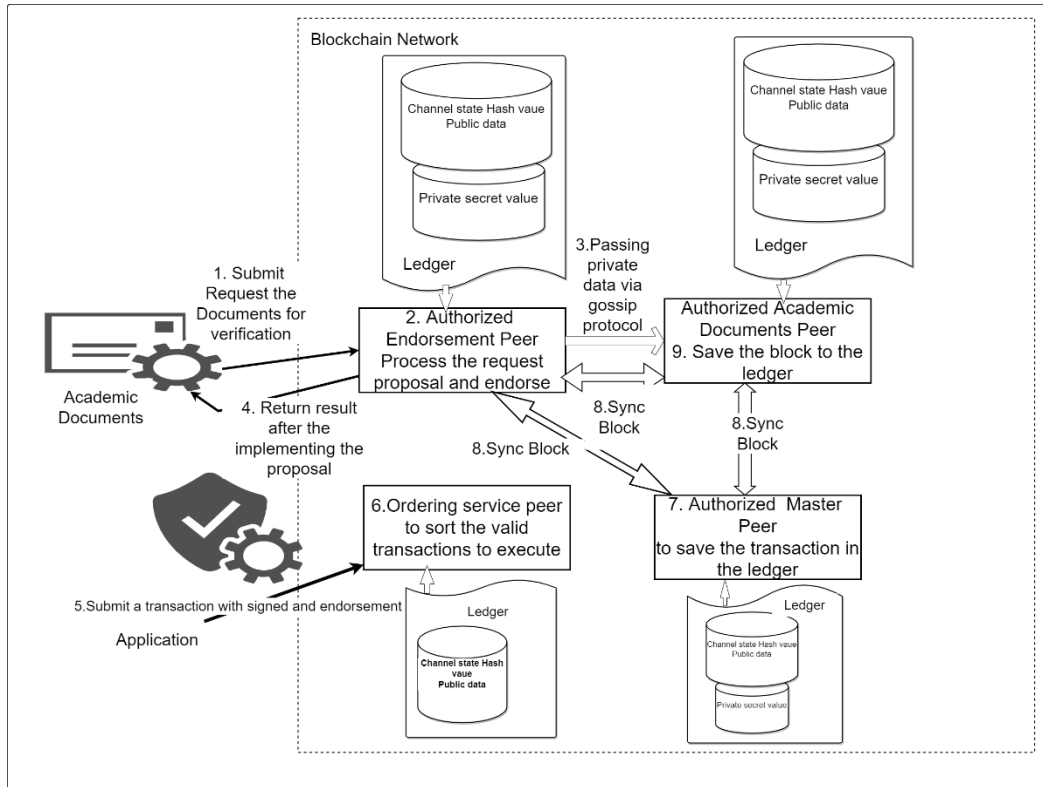 Blockchain Network
Channel state Hash vaue
Public data
Private secret value
Ledger
Channel state Hash vaue
Public data
Private secret value
Ledger
1. Submit
Request the
Documents for
verification
Academic
Documents
2. Authorized
Endorsement Peer
Process the request
proposal and endorse
3.Passing
private
data via
gossip
protocol
Authorized Academic
Documents Peer
9. Save the block to the
ledger
4. Return result
after the
implementing the
proposal
8.Sync Block
8.Sync
Block
8.Sync
Block
5.Submit a transaction with signed and endorsement
Application
6.Ordering service peer
to sort the valid
transactions to execute
7. Authorized Master
Peer
to save the transaction in
the ledger
Ledger
Channel state Hash
vaue
Public data
Ledger
Channel state Hash vaue
Public data
Private secret value